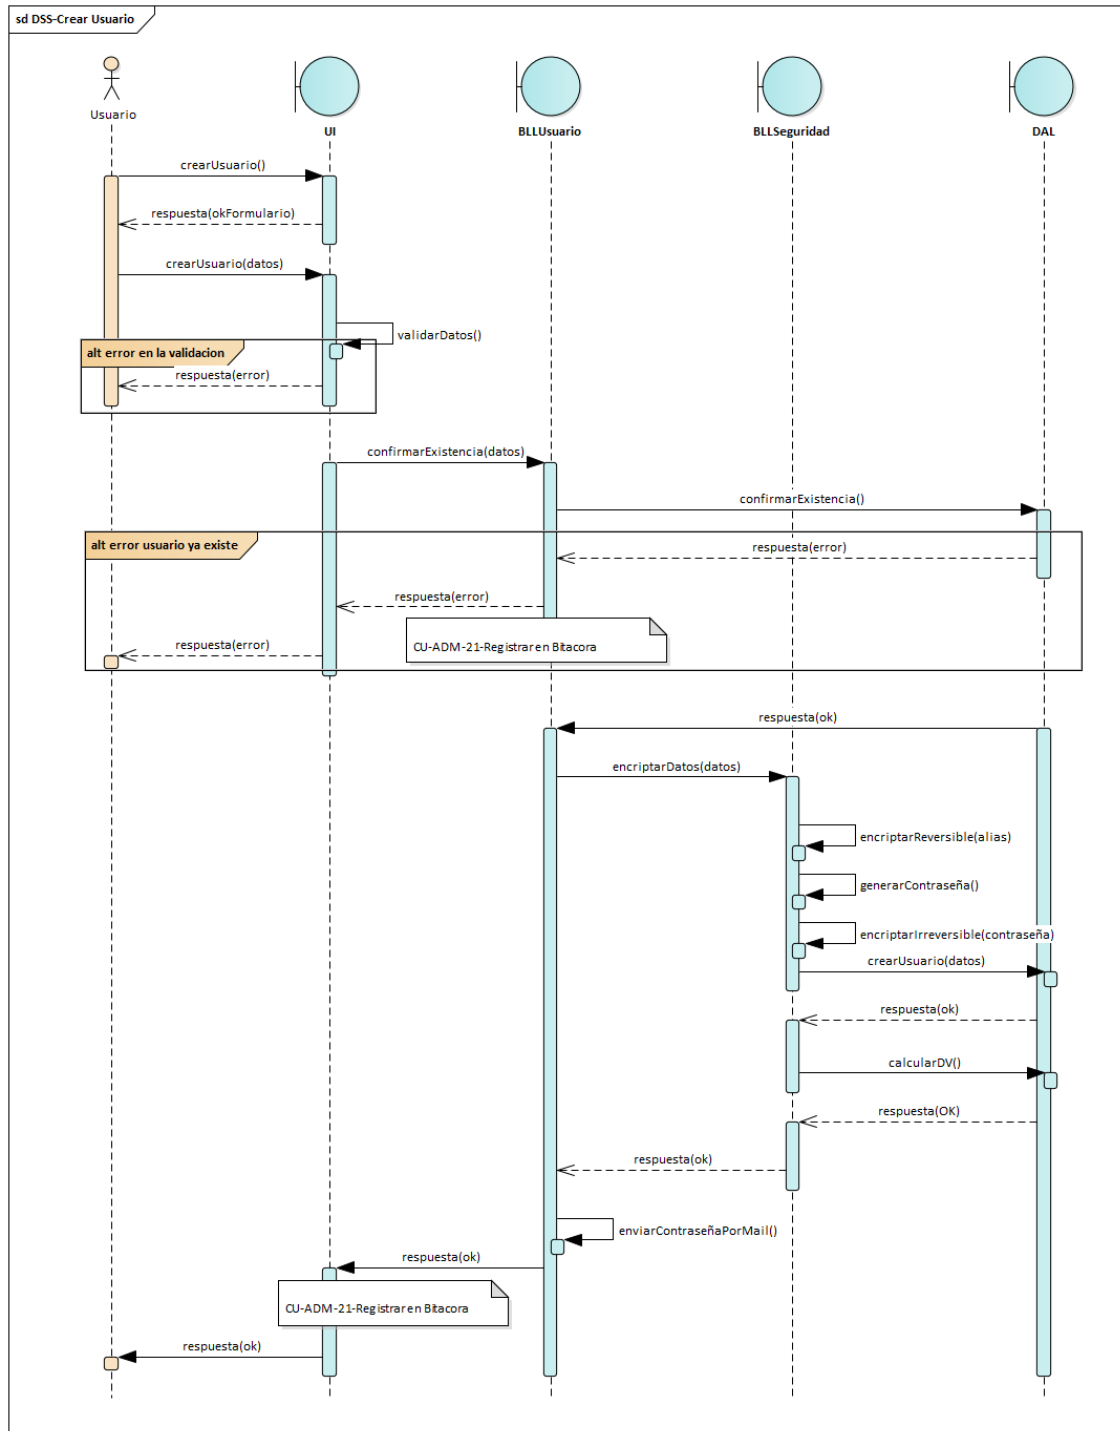 sd DSS-Crear Usuario
Usuario
UI
BLLUsuario
BLLSeguridad
DAL
crearUsuario()
respuesta(okFormulario)
crearUsuario(datos)
validarDatos()
alt error en la validacion
respuesta(error)
confirmarExistencia(datos)
confirmarExistencia()
alt error usuario ya existe
respuesta(error)
respuesta(error)
respuesta(error)
CU-ADM-21-Registrar en Bitacora
respuesta(ok)
encriptarDatos(datos)
encriptarReversible(alias)
generarContraseña()
encriptarIrreversible(contraseña)
crearUsuario(datos)
respuesta(ok)
calcularDV()
respuesta(OK)
respuesta(ok)
enviarContraseñaPorMail()
respuesta(ok)
CU-ADM-21-Registrar en Bitacora
respuesta(ok)